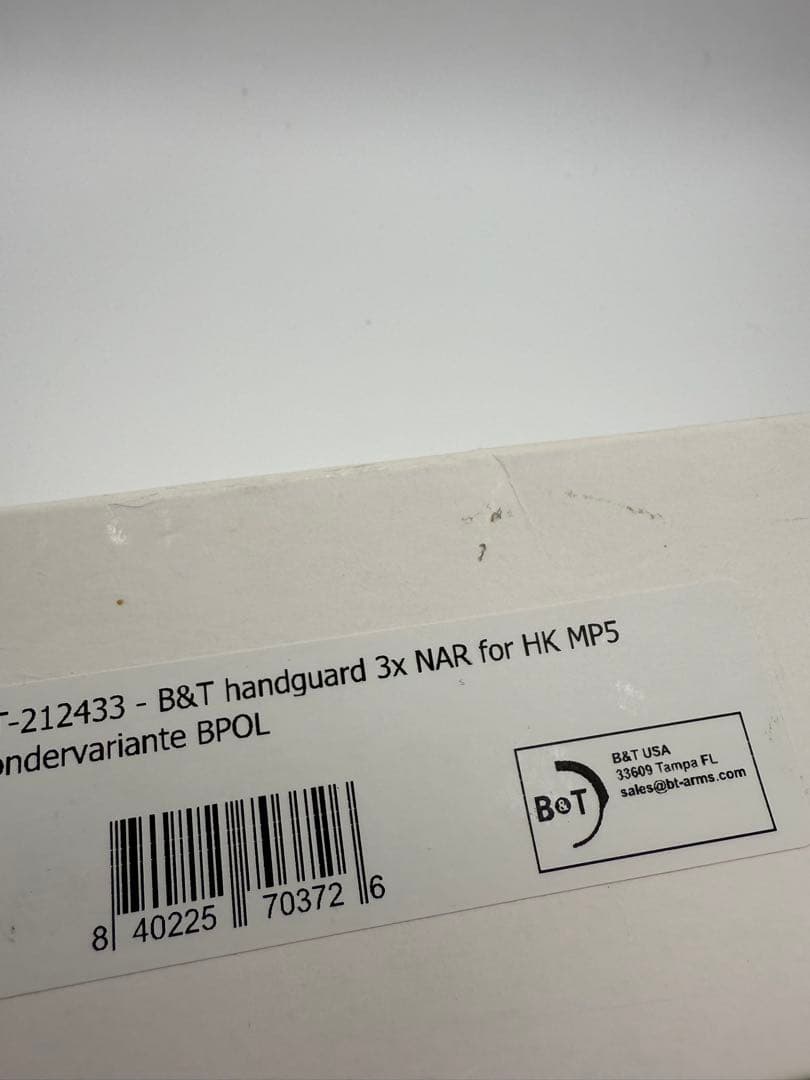 T-212433 - B&T handguard 3x NAR for HK MP5
ondervariante BPOL
B&T
B&T USA
33609 Tampa FL
sales@bt-arms.com
8 40225 70372 6